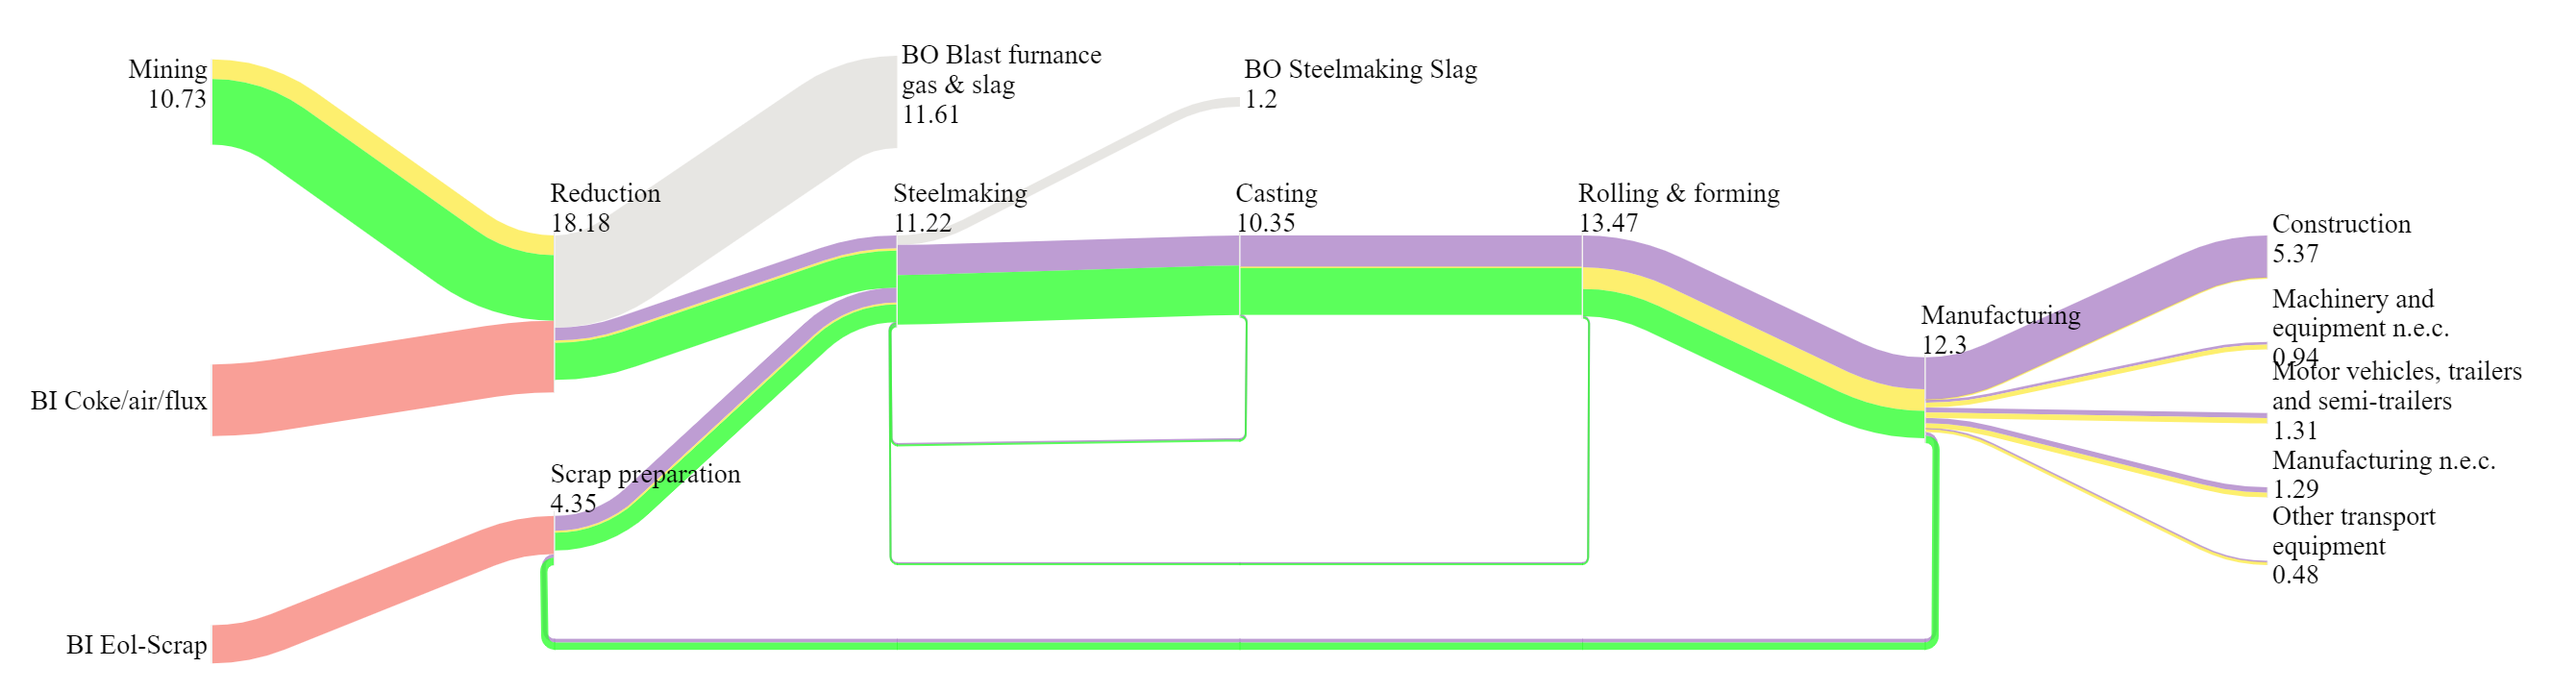 Mining
10.73
BI Coke/air/flux
BI Eol-Scrap
Reduction
18.18
Scrap preparation
4.35
BO Blast furnance
gas & slag
11.61
Steelmaking
11.22
BO Steelmaking Slag
1.2
Casting
10.35
Rolling & forming
13.47
Manufacturing
12.3
Construction
5.37
Machinery and
equipment n.e.c.
0.94
Motor vehicles, trailers
and semi-trailers
1.31
Manufacturing n.e.c.
1.29
Other transport
equipment
0.48